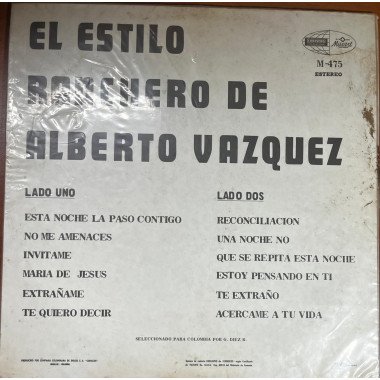 EL ESTILO
RANCHERO DE
ALBERTO VAZQUEZ
M-475
ESTEREO
LADO UNO
ESTA NOCHE LA PASO CONTIGO
NO ME AMENACES
INVITAME
MARIA DE JESUS
EXTRAÑAME
TE QUIERO DECIR
LADO DOS
RECONCILIACION
UNA NOCHE NO
QUE SE REPITA ESTA NOCHE
ESTOY PENSANDO EN TI
TE EXTRAÑO
ACERCAME A TU VIDA
SELECCIONADO PARA COLOMBIA POR G. DIEZ R.